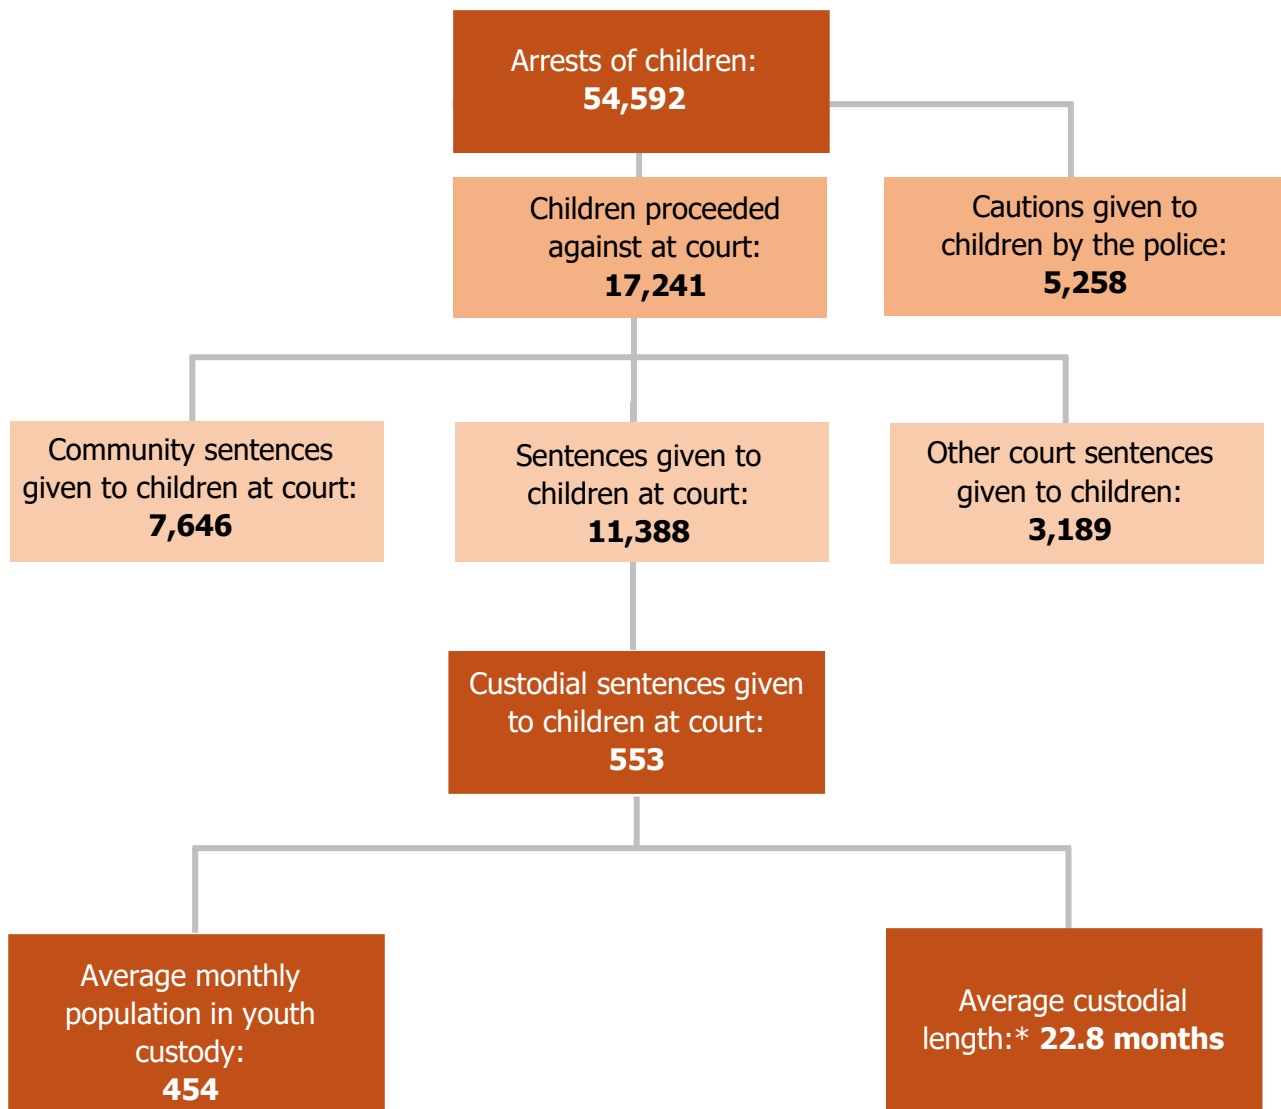 Arrests of children:
54,592
Children proceeded
against at court:
17,241
Cautions given to
children by the police:
5,258
Community sentences
given to children at court:
7,646
Sentences given to
children at court:
11,388
Other court sentences
given to children:
3,189
Custodial sentences given
to children at court:
553
Average monthly
population in youth
custody:
454
Average custodial
length:* 22.8 months